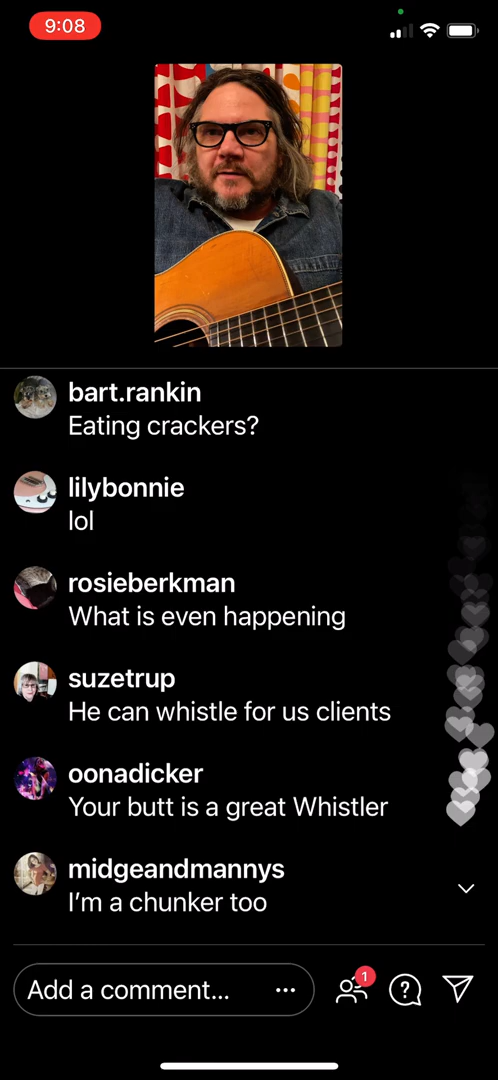 9:08
bart.rankin
Eating crackers?
lilybonnie
lol
rosieberkman
What is even happening
suzetrup
He can whistle for us clients
oonadicker
Your butt is a great Whistler
midgeandmannys
I'm a chunker too
Add a comment... ...
1
?